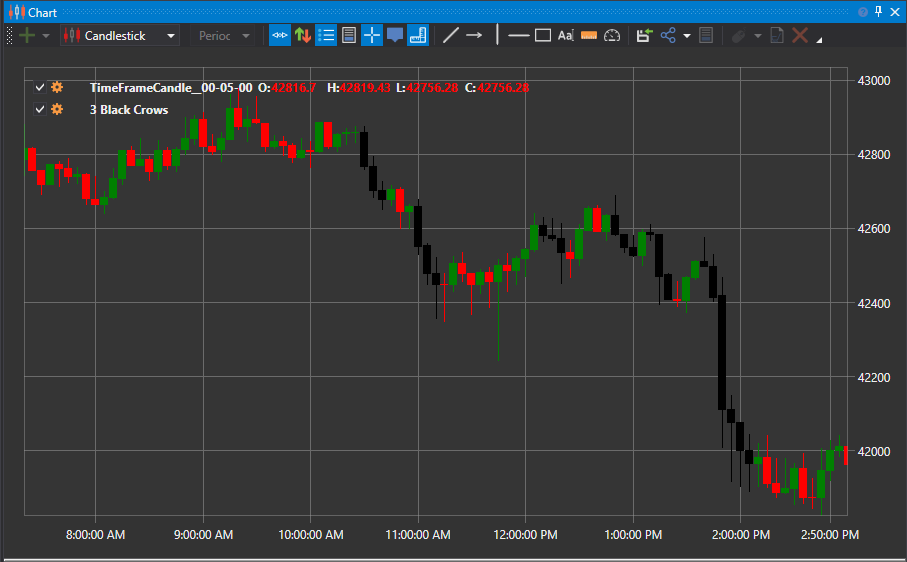 Chart
Candlestick Perioc Aa
TimeFrameCandle__00-05-00 O:42816.7 H:42819.43 L:42756.28 C:42756.28
3 Black Crows
43000
42800
42600
42400
42200
42000
8:00:00 AM 9:00:00 AM 10:00:00 AM 11:00:00 AM 12:00:00 PM 1:00:00 PM 2:00:00 PM 2:50:00 PM